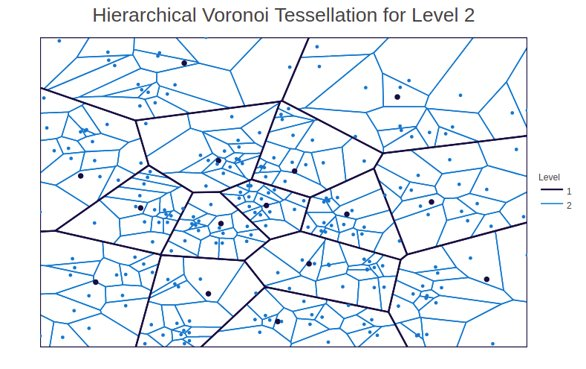 Hierarchical Voronoi Tessellation for Level 2
Level
1
2